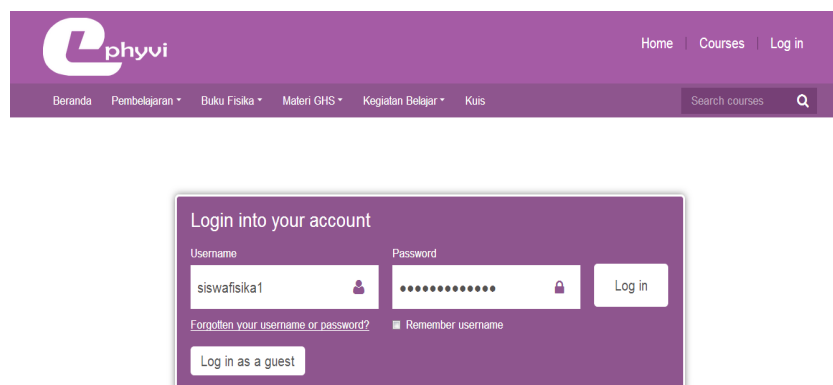 ephyvi
Home Courses Log in
Beranda Pembelajaran Buku Fisika Materi GHS Kegiatan Belajar Kuis Search courses
Login into your account
Username Password
siswafisika1 ••••••••••••• Log in
Forgotten your username or password? Remember username
Log in as a guest